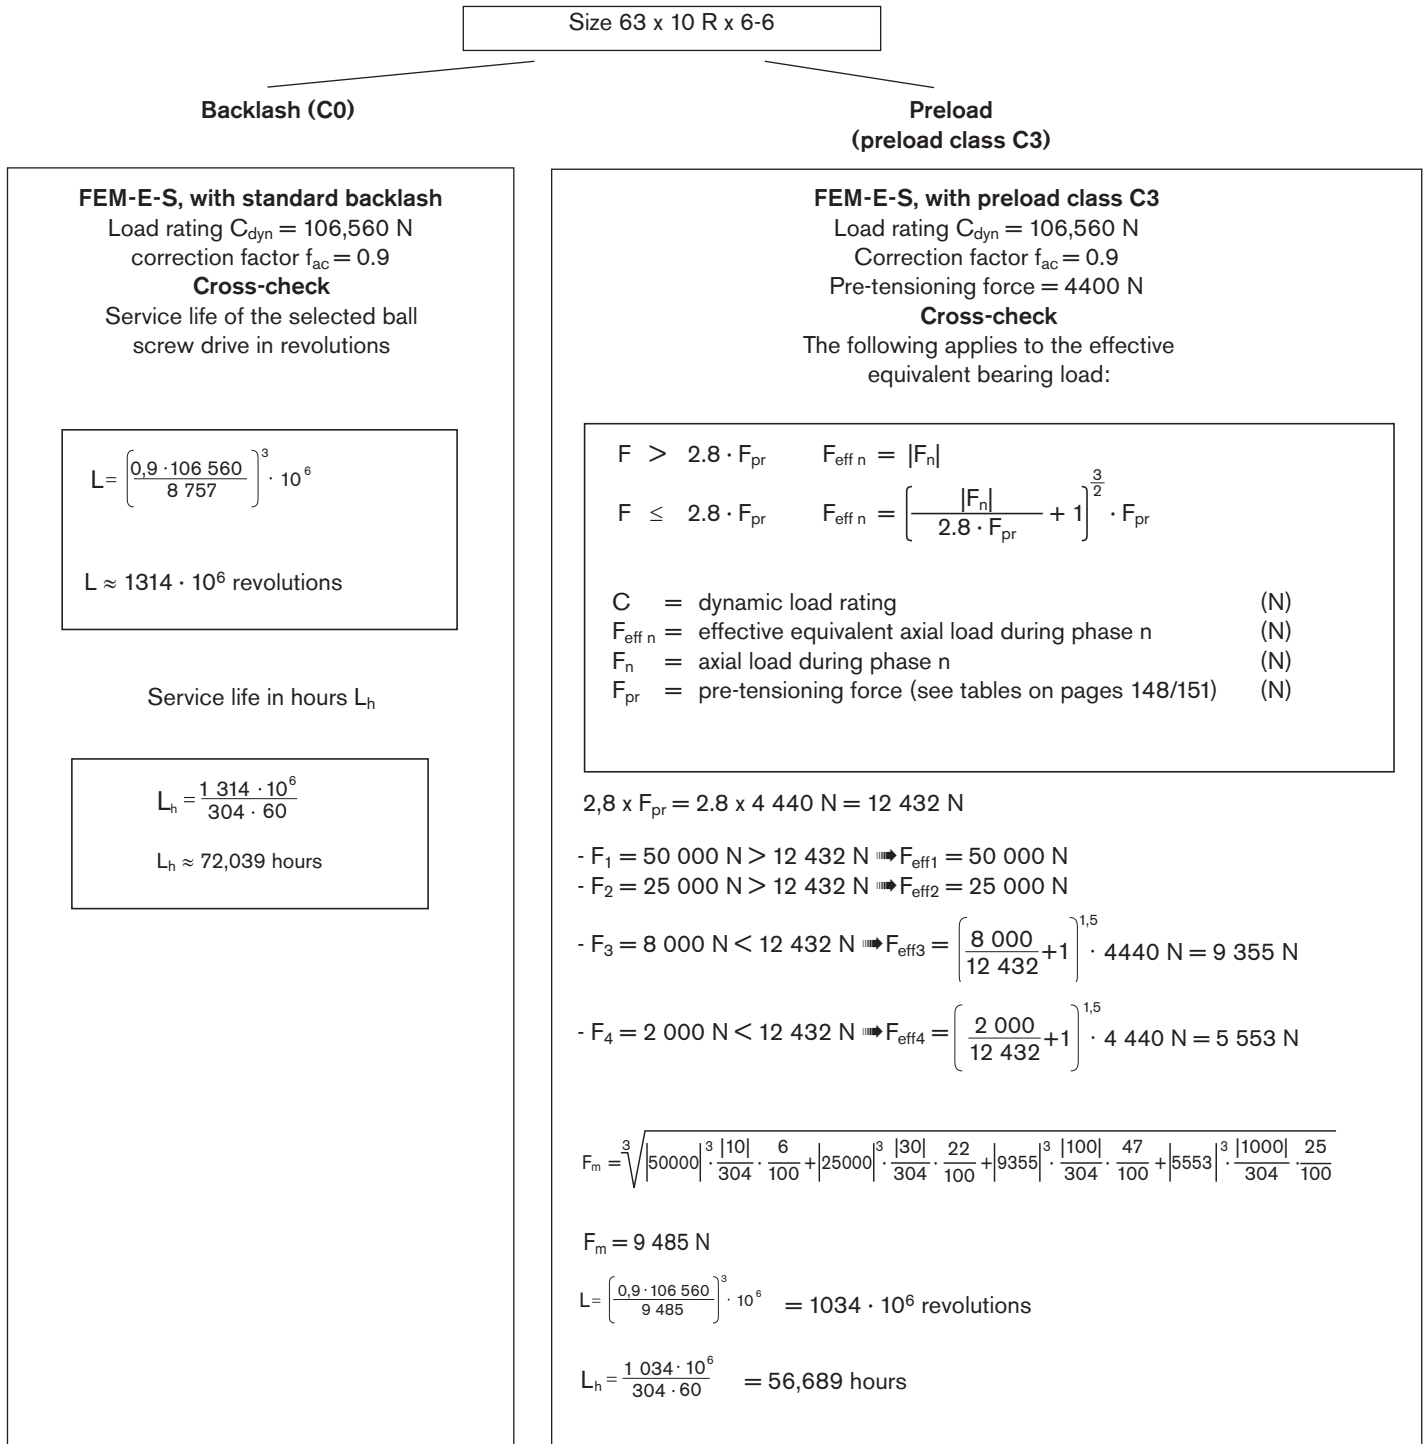 Size 63 x 10 R x 6-6
Backlash (C0)
FEM-E-S, with standard backlash
Load rating C_dyn = 106,560 N
correction factor f_ac = 0.9
Cross-check
Service life of the selected ball
screw drive in revolutions
L = (0,9 · 106 560 / 8 757)^3 · 10^6
L ≈ 1314 · 10^6 revolutions
Service life in hours L_h
L_h = 1 314 · 10^6 / 304 · 60
L_h ≈ 72,039 hours
Preload
(preload class C3)
FEM-E-S, with preload class C3
Load rating C_dyn = 106,560 N
Correction factor f_ac = 0.9
Pre-tensioning force = 4400 N
Cross-check
The following applies to the effective
equivalent bearing load:
F > 2.8 · F_pr F_eff n = |F_n|
F ≤ 2.8 · F_pr F_eff n = (|F_n| / 2.8 · F_pr + 1)^3/2 · F_pr
C = dynamic load rating (N)
F_eff n = effective equivalent axial load during phase n (N)
F_n = axial load during phase n (N)
F_pr = pre-tensioning force (see tables on pages 148/151) (N)
2,8 x F_pr = 2.8 x 4 440 N = 12 432 N
- F_1 = 50 000 N > 12 432 N ➠ F_eff1 = 50 000 N
- F_2 = 25 000 N > 12 432 N ➠ F_eff2 = 25 000 N
- F_3 = 8 000 N < 12 432 N ➠ F_eff3 = (8 000 / 12 432 + 1)^1,5 · 4440 N = 9 355 N
- F_4 = 2 000 N < 12 432 N ➠ F_eff4 = (2 000 / 12 432 + 1)^1,5 · 4 440 N = 5 553 N
F_m = ∛(|50000|^3 · |10|/304 · 6/100 + |25000|^3 · |30|/304 · 22/100 + |9355|^3 · |100|/304 · 47/100 + |5553|^3 · |1000|/304 · 25/100)
F_m = 9 485 N
L = (0,9 · 106 560 / 9 485)^3 · 10^6 = 1034 · 10^6 revolutions
L_h = 1 034 · 10^6 / 304 · 60 = 56,689 hours